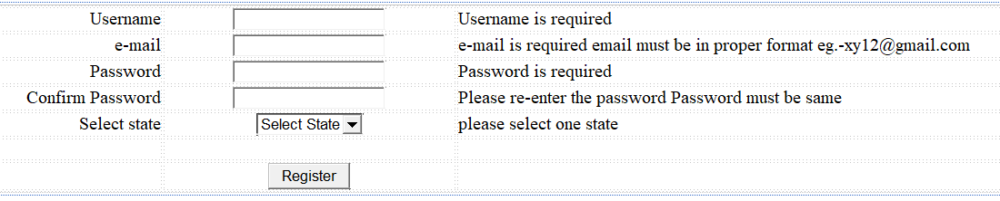 Username Username is required
e-mail e-mail is required email must be in proper format eg.-xy12@gmail.com
Password Password is required
Confirm Password Please re-enter the password Password must be same
Select state Select State please select one state
Register